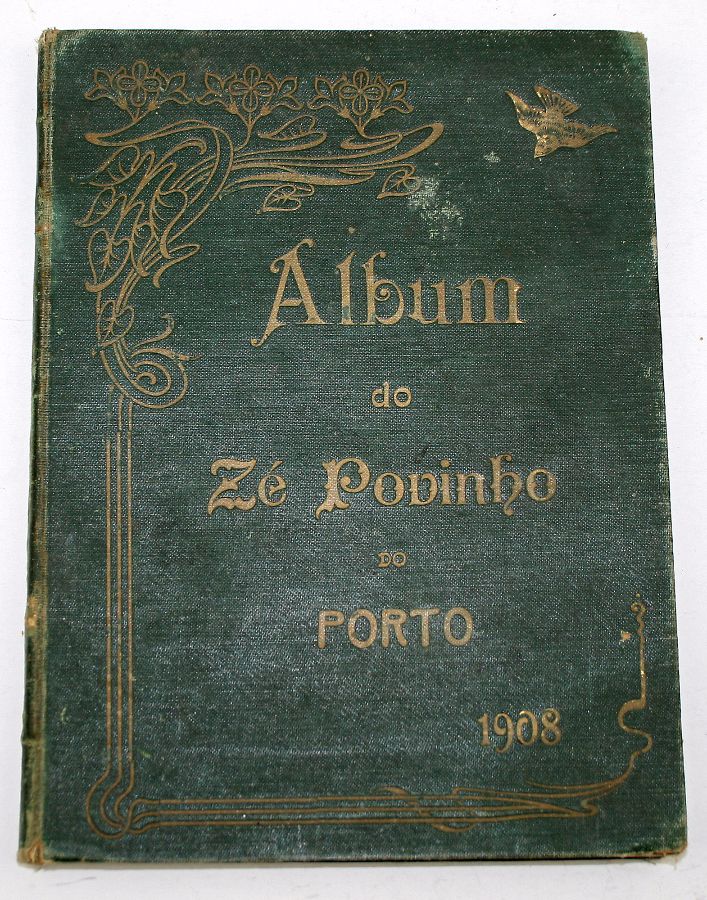 Album
do
Zé Povinho
DO
PORTO
1908